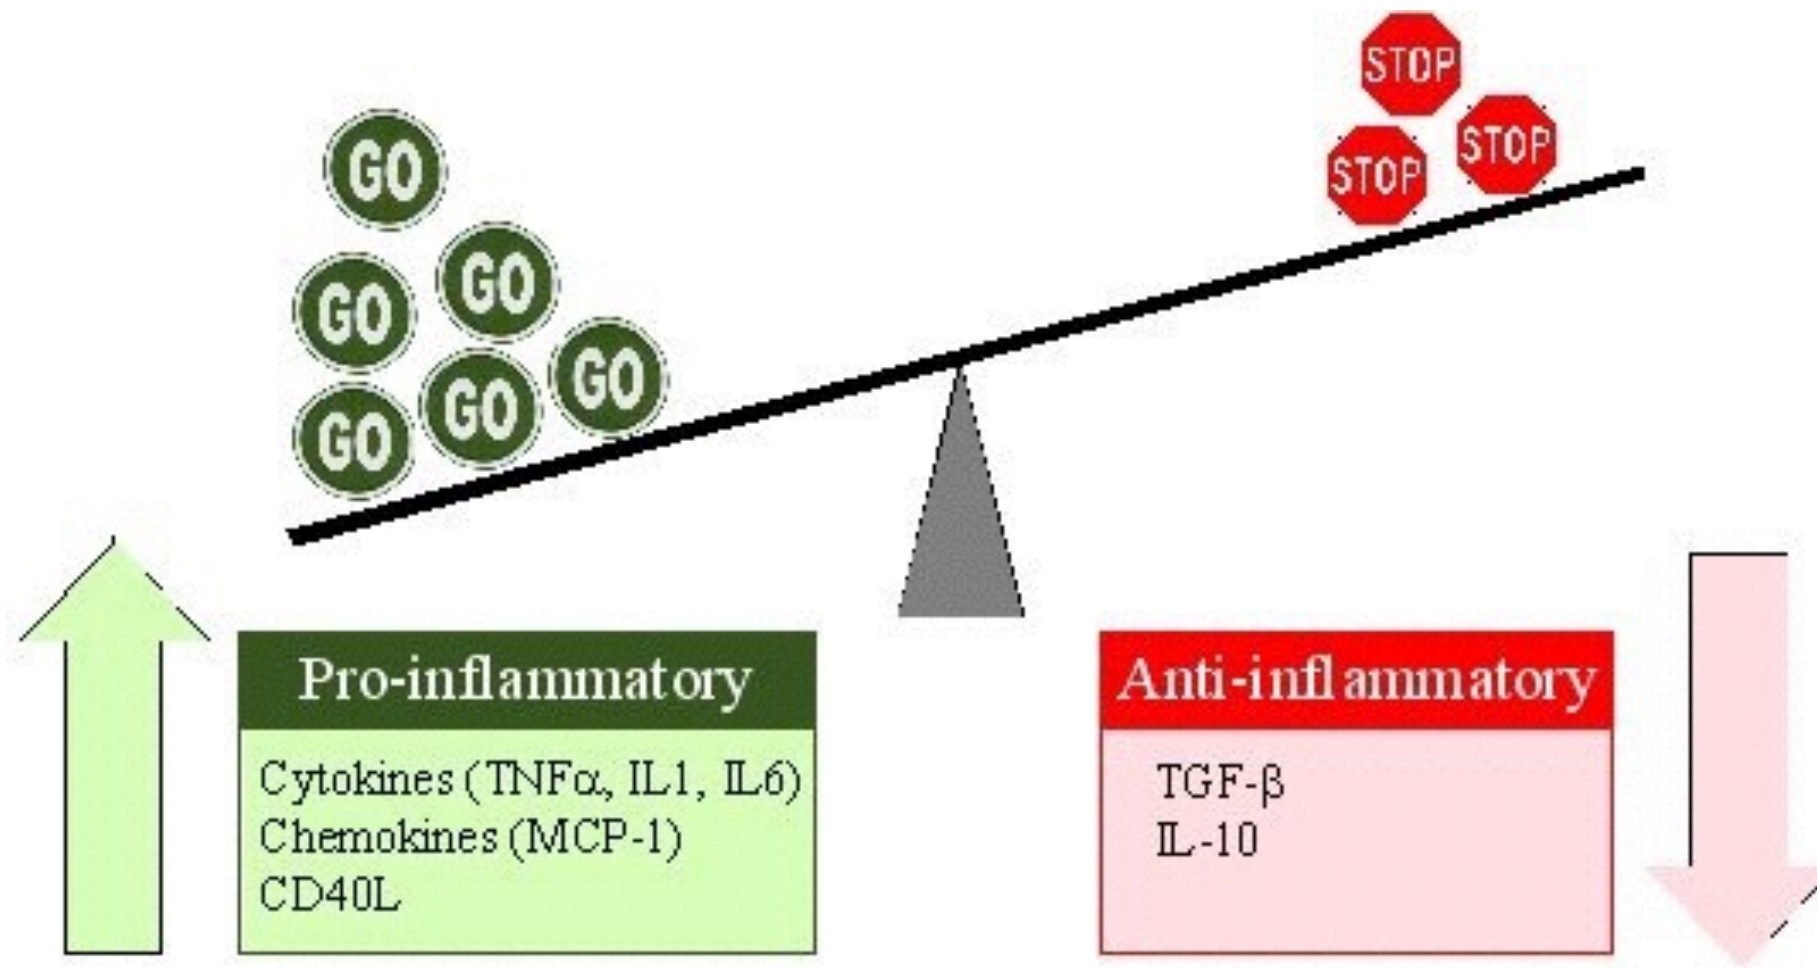 STOP
STOP
STOP
GO
GO
GO
GO
GO
GO
Pro-inflammatory
Cytokines (TNFα, IL1, IL6)
Chemokines (MCP-1)
CD40L
Anti-inflammatory
TGF-β
IL-10